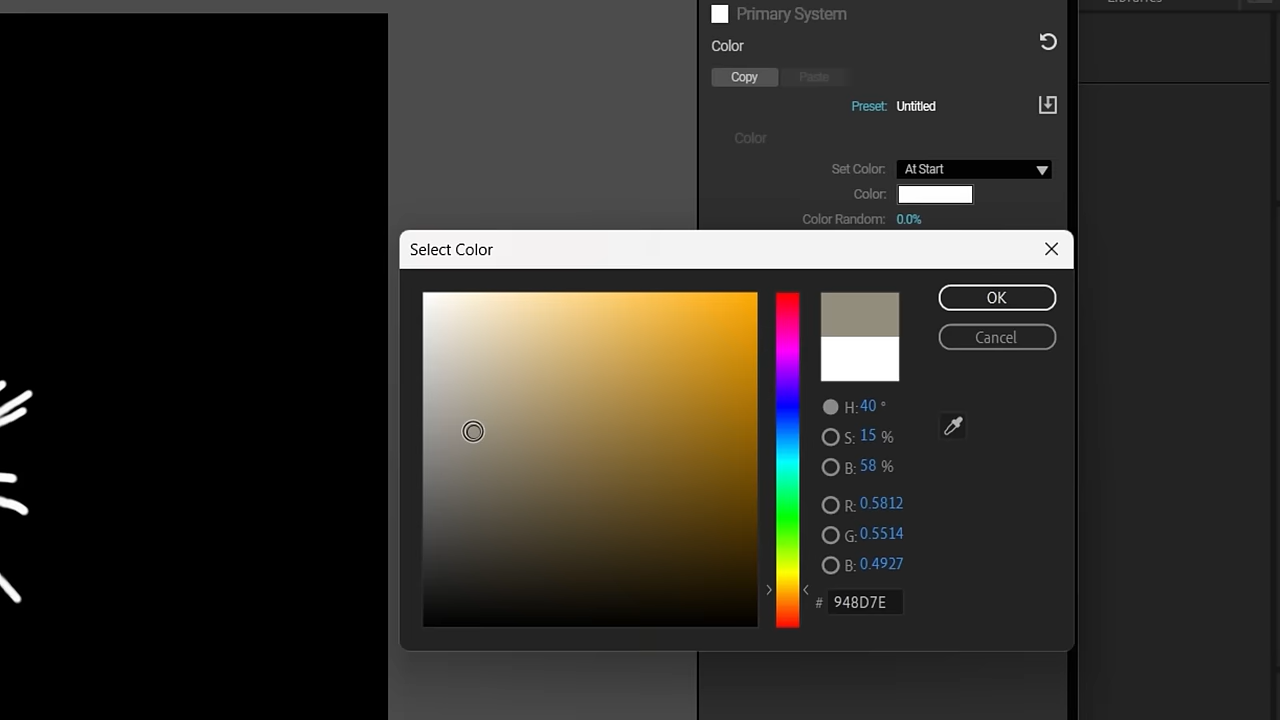 Libraries
Primary System
Color
Copy Paste
Preset: Untitled
Color
Set Color: At Start
Color:
Color Random: 0.0%
Select Color
OK
Cancel
H: 40 °
S: 15 %
B: 58 %
R: 0.5812
G: 0.5514
B: 0.4927
# 948D7E